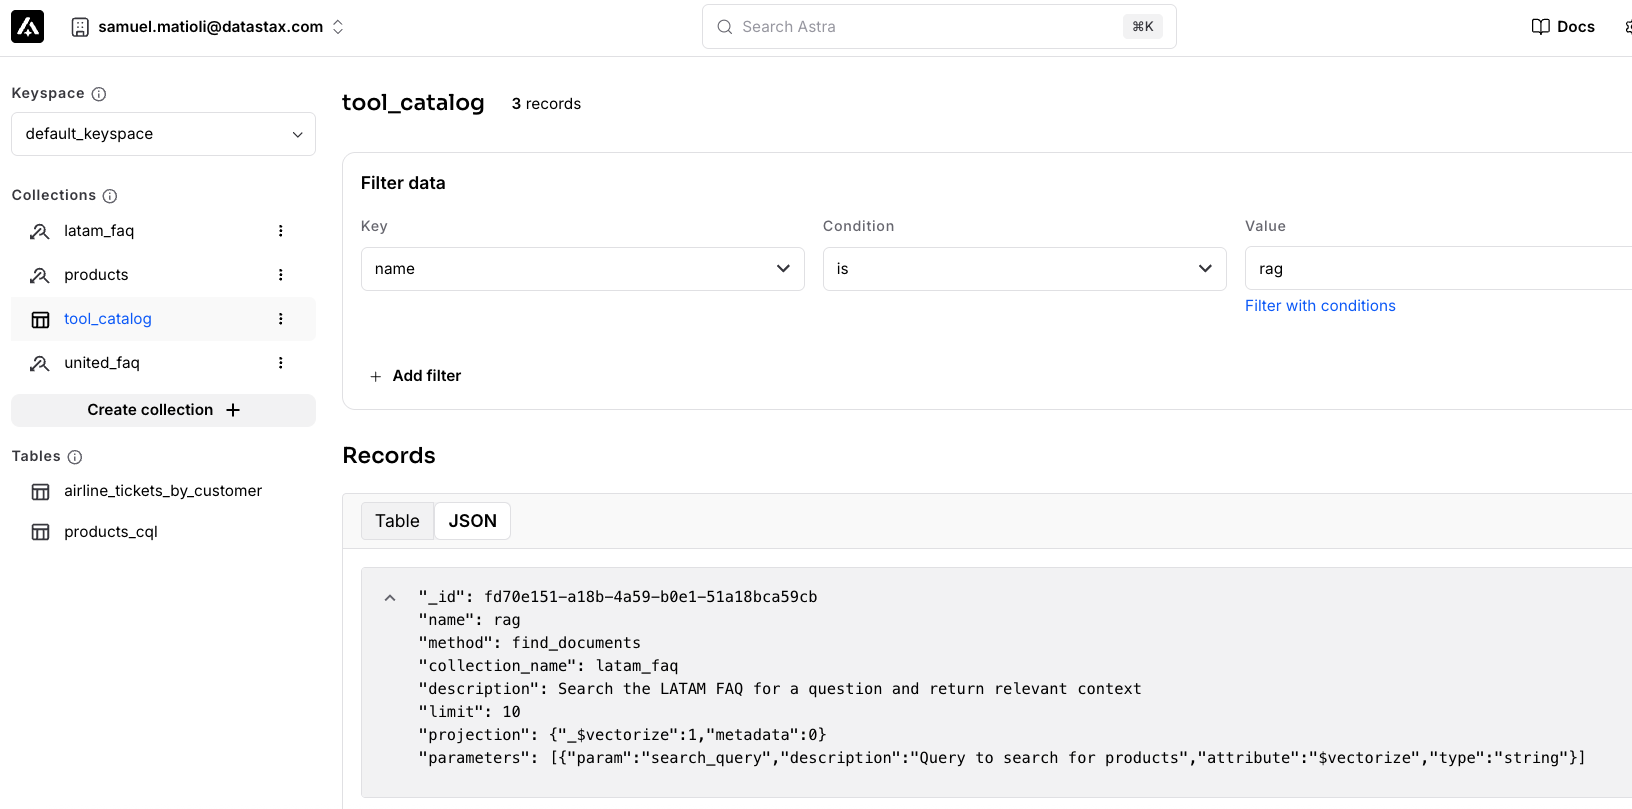 samuel.matioli@datastax.com
Search Astra
⌘K
Docs
Keyspace
default_keyspace
Collections
latam_faq
products
tool_catalog
united_faq
Create collection +
Tables
airline_tickets_by_customer
products_cql
tool_catalog 3 records
Filter data
Key Condition Value
name is rag
Filter with conditions
+ Add filter
Records
Table JSON
"_id": fd70e151-a18b-4a59-b0e1-51a18bca59cb
"name": rag
"method": find_documents
"collection_name": latam_faq
"description": Search the LATAM FAQ for a question and return relevant context
"limit": 10
"projection": {"_$vectorize":1,"metadata":0}
"parameters": [{"param":"search_query","description":"Query to search for products","attribute":"$vectorize","type":"string"}]